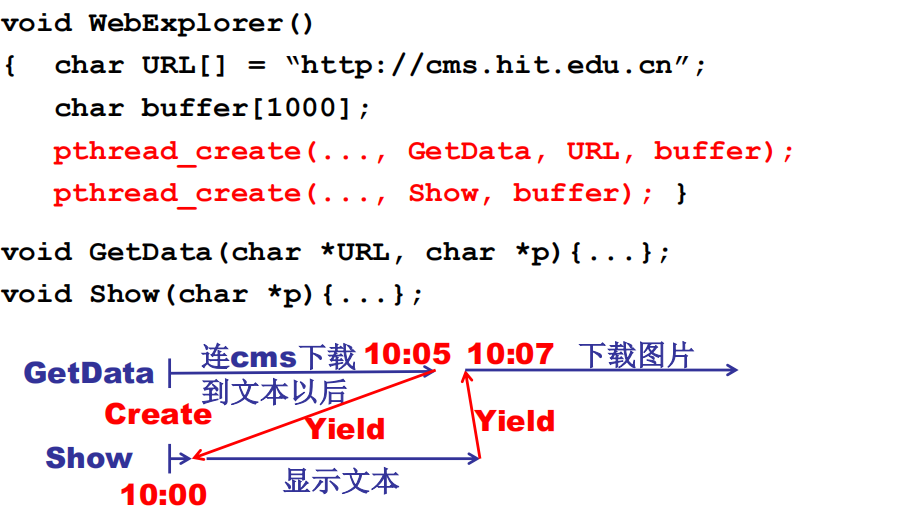 void WebExplorer()
{ char URL[] = “http://cms.hit.edu.cn”;
char buffer[1000];
pthread_create(..., GetData, URL, buffer);
pthread_create(..., Show, buffer); }
void GetData(char *URL, char *p){...};
void Show(char *p){...};
GetData 连cms下载 10:05 10:07 下载图片
到文本以后
Create Yield Yield
Show 显示文本
10:00